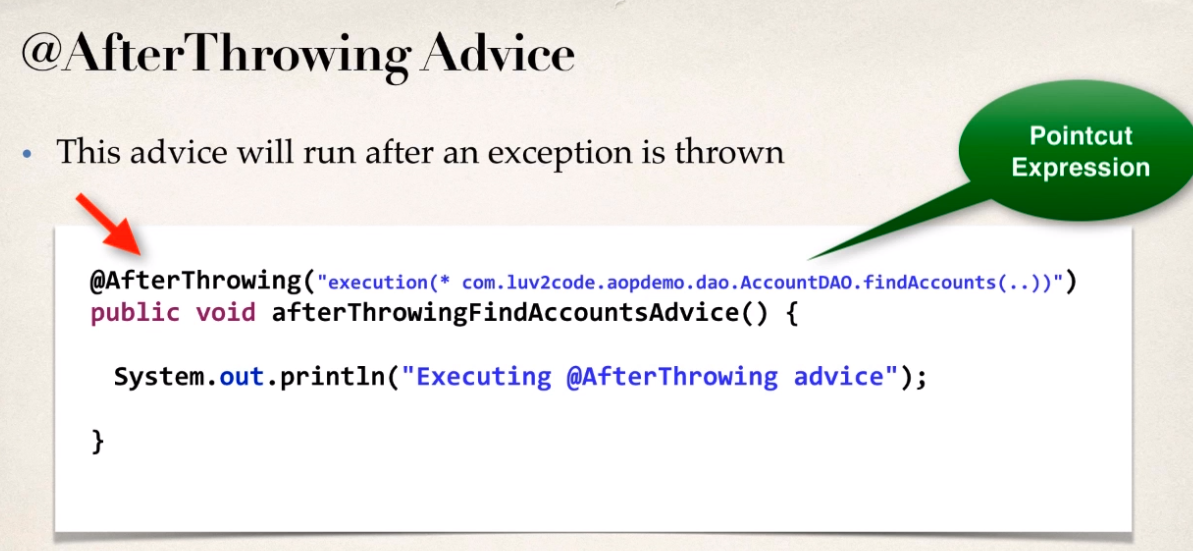 @AfterThrowing Advice
• This advice will run after an exception is thrown
Pointcut
Expression
@AfterThrowing("execution(* com.luv2code.aopdemo.dao.AccountDAO.findAccounts(..))")
public void afterThrowingFindAccountsAdvice() {
System.out.println("Executing @AfterThrowing advice");
}